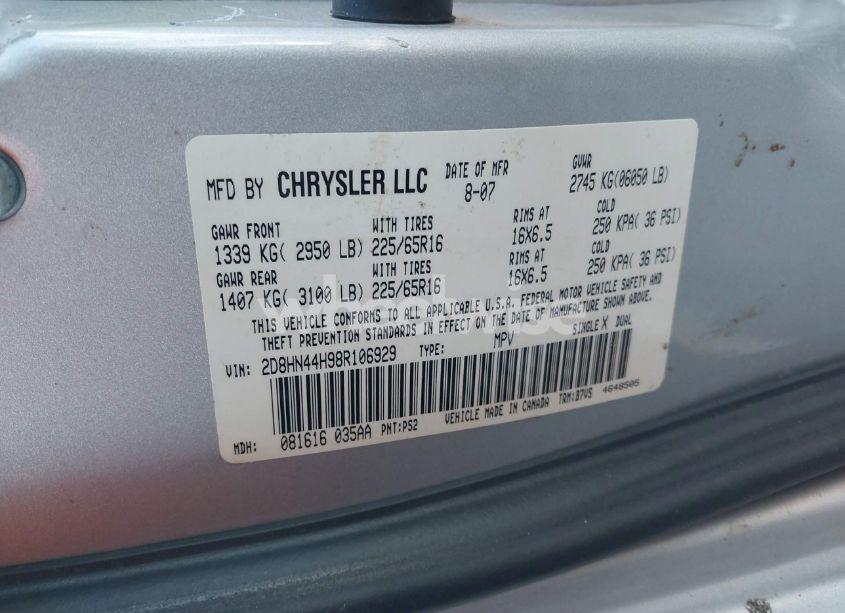 MFD BY CHRYSLER LLC DATE OF MFR 8-07 GVWR 2745 KG(06050 LB)
GAWR FRONT WITH TIRES RIMS AT COLD
1339 KG( 2950 LB) 225/65R16 16X6.5 250 KPA( 36 PSI)
GAWR REAR WITH TIRES RIMS AT COLD
1407 KG( 3100 LB) 225/65R16 16X6.5 250 KPA( 36 PSI)
THIS VEHICLE CONFORMS TO ALL APPLICABLE U.S.A. FEDERAL MOTOR VEHICLE SAFETY AND
THEFT PREVENTION STANDARDS IN EFFECT ON THE DATE OF MANUFACTURE SHOWN ABOVE.
VIN: 2D8HN44H98R106929 TYPE: MPV SINGLE X DUAL
MDH: 081616 035AA PNT:PS2 VEHICLE MADE IN CANADA TRM:B7VS 4648506